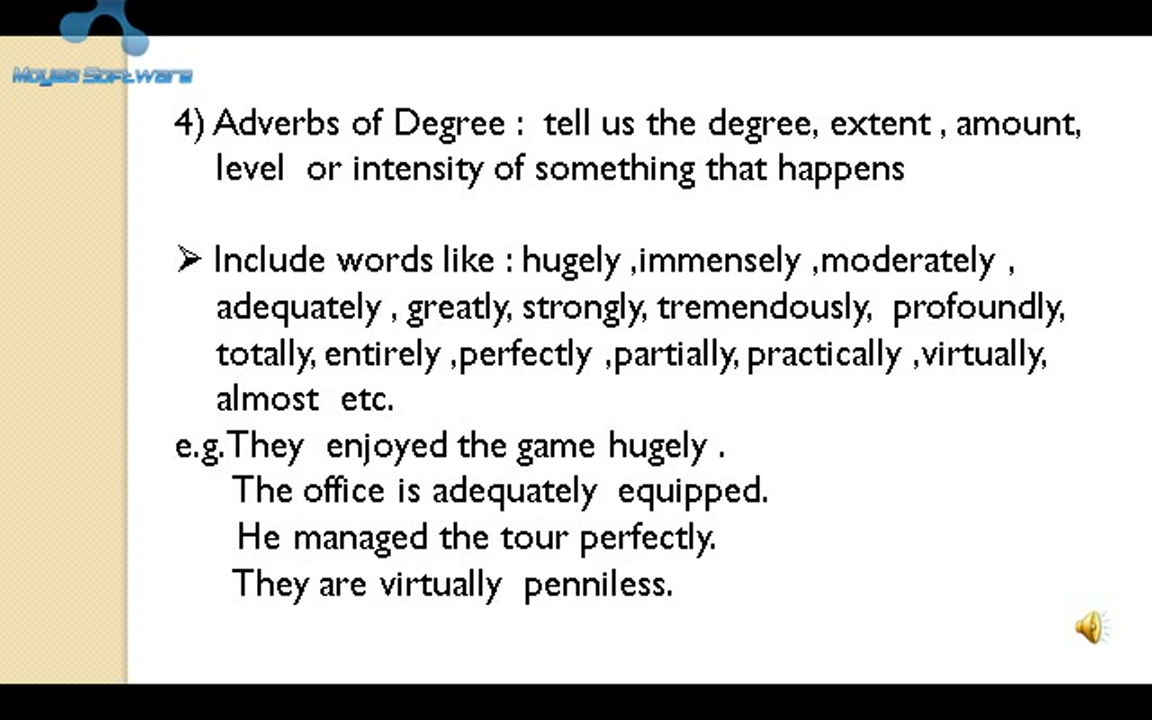 Moyea Software
4) Adverbs of Degree : tell us the degree, extent , amount,
level or intensity of something that happens
➢ Include words like : hugely ,immensely ,moderately ,
adequately , greatly, strongly, tremendously, profoundly,
totally, entirely ,perfectly ,partially, practically ,virtually,
almost etc.
e.g.They enjoyed the game hugely .
The office is adequately equipped.
He managed the tour perfectly.
They are virtually penniless.